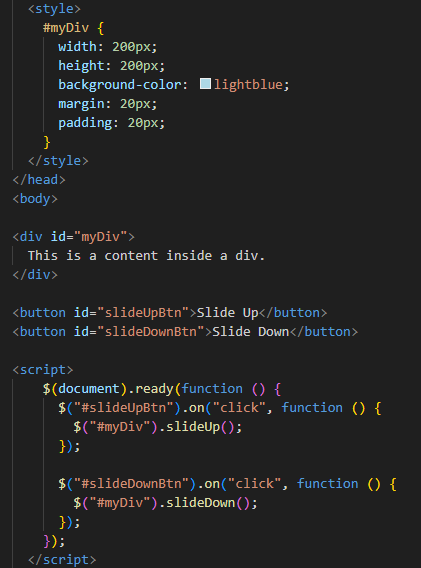 <style>
#myDiv {
width: 200px;
height: 200px;
background-color: lightblue;
margin: 20px;
padding: 20px;
}
</style>
</head>
<body>
<div id="myDiv">
This is a content inside a div.
</div>
<button id="slideUpBtn">Slide Up</button>
<button id="slideDownBtn">Slide Down</button>
<script>
$(document).ready(function () {
$("#slideUpBtn").on("click", function () {
$("#myDiv").slideUp();
});
$("#slideDownBtn").on("click", function () {
$("#myDiv").slideDown();
});
});
</script>